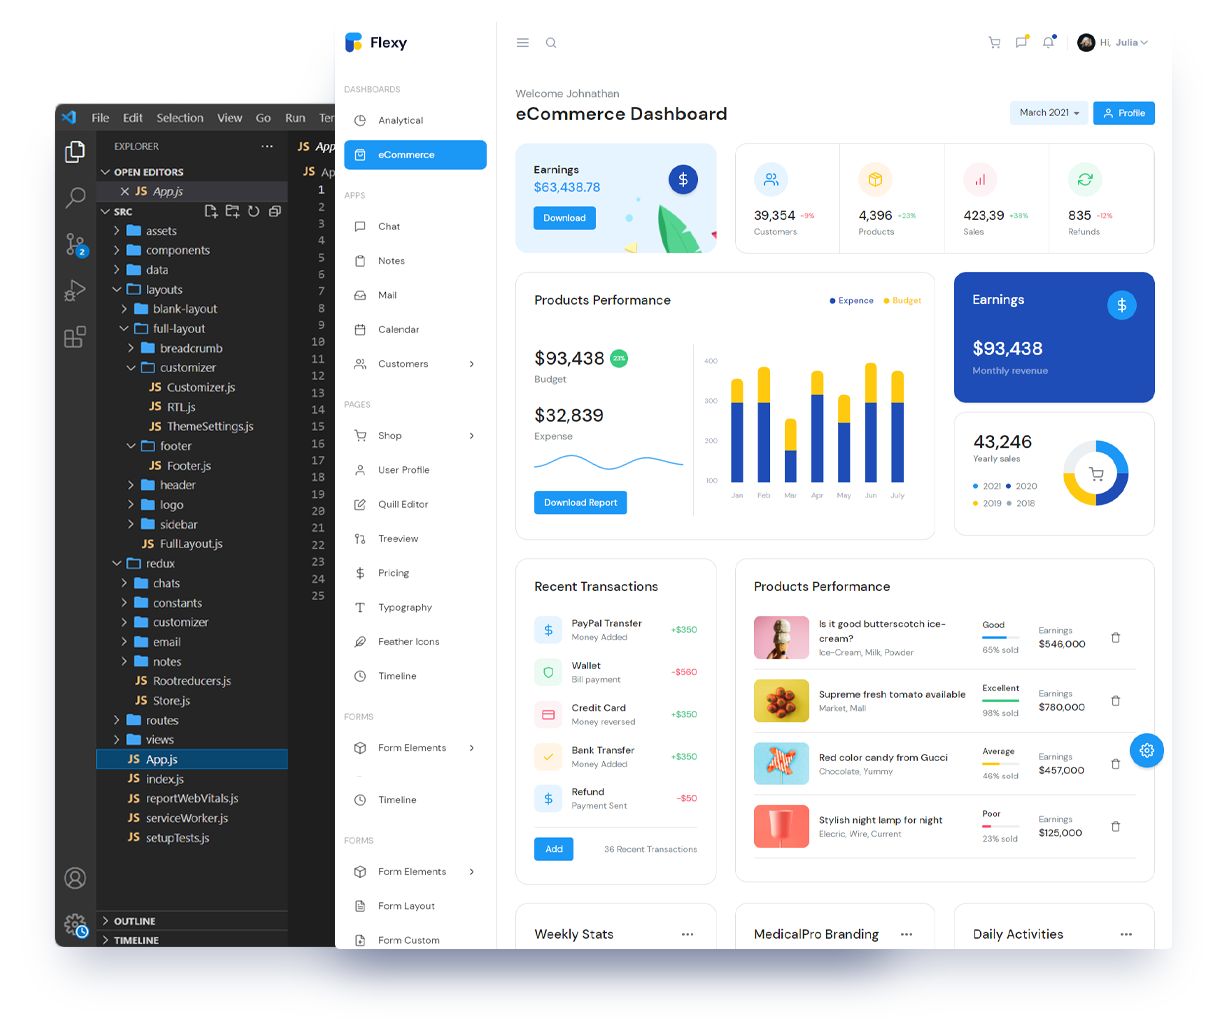 File Edit Selection View Go Run Ter
EXPLORER
OPEN EDITORS
JS App.js
SRC
assets
components
data
layouts
blank-layout
full-layout
breadcrumb
customizer
JS Customizer.js
JS RTL.js
JS ThemeSettings.js
footer
JS Footer.js
header
logo
sidebar
JS FullLayout.js
redux
chats
constants
customizer
email
notes
JS Rootreducers.js
JS Store.js
routes
views
JS App.js
JS index.js
JS reportWebVitals.js
JS serviceWorker.js
JS setupTests.js
OUTLINE
TIMELINE
2
JS App
JS Ap
1
2
3
4
5
6
7
8
9
10
11
12
13
14
15
16
17
18
19
20
21
22
23
24
25
Flexy
DASHBOARDS
Analytical
eCommerce
APPS
Chat
Notes
Mail
Calendar
Customers
PAGES
Shop
User Profile
Quill Editor
Treeview
Pricing
Typography
Feather Icons
Timeline
FORMS
Form Elements
Timeline
FORMS
Form Elements
Form Layout
Form Custom
Hi, Julia
Welcome Johnathan
eCommerce Dashboard
March 2021
Profile
Earnings
$63,438.78
Download
$
39,354 -9%
Customers
4,396 +23%
Products
423,39 +38%
Sales
835 -12%
Refunds
Products Performance
Expence
Budget
$93,438 23%
Budget
$32,839
Expense
Download Report
400
300
200
100
Jan Feb Mar Apr May Jun July
Earnings
$
$93,438
Monthly revenue
43,246
Yearly sales
2021 2020
2019 2018
Recent Transactions
$ PayPal Transfer +$350
Money Added
Wallet -$560
Bill payment
Credit Card +$350
Money reversed
Bank Transfer +$350
Money Added
$ Refund -$50
Payment Sent
Add
36 Recent Transactions
Products Performance
Is it good butterscotch ice-
cream?
Ice-Cream, Milk, Powder
Good
65% sold
Earnings
$546,000
Supreme fresh tomato available
Market, Mall
Excellent
98% sold
Earnings
$780,000
Red color candy from Gucci
Chocolate, Yummy
Average
46% sold
Earnings
$457,000
Stylish night lamp for night
Elecric, Wire, Current
Poor
23% sold
Earnings
$125,000
Weekly Stats
MedicalPro Branding
Daily Activities